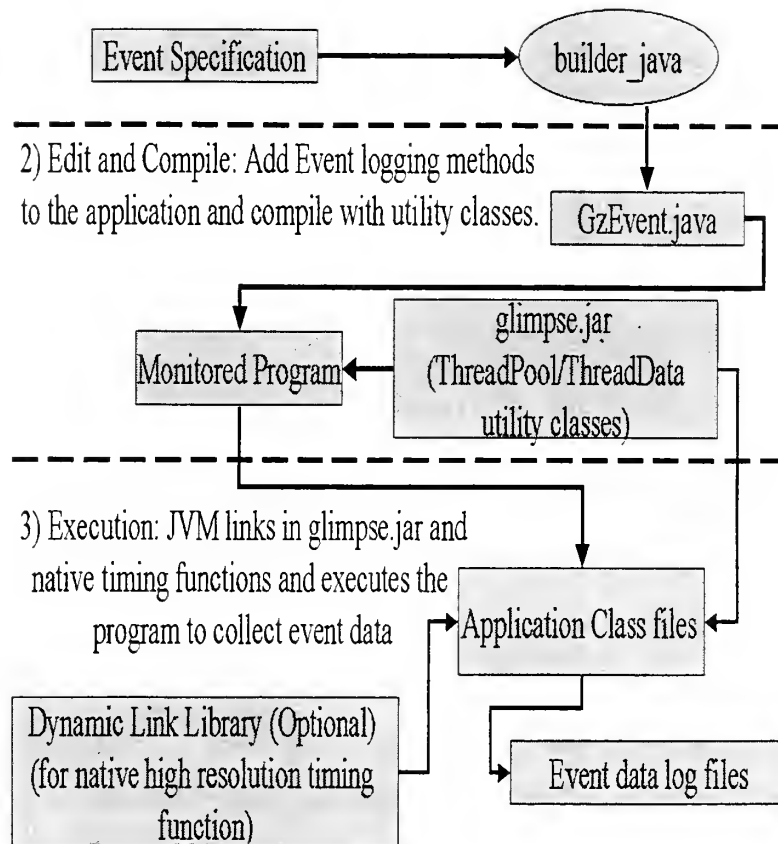 Event Specification
builder_java
2) Edit and Compile: Add Event logging methods
to the application and compile with utility classes.
GzEvent.java
glimpse.jar
(ThreadPool/ThreadData
utility classes)
Monitored Program
3) Execution: JVM links in glimpse.jar and
native timing functions and executes the
program to collect event data
Application Class files
Dynamic Link Library (Optional)
(for native high resolution timing
function)
Event data log files